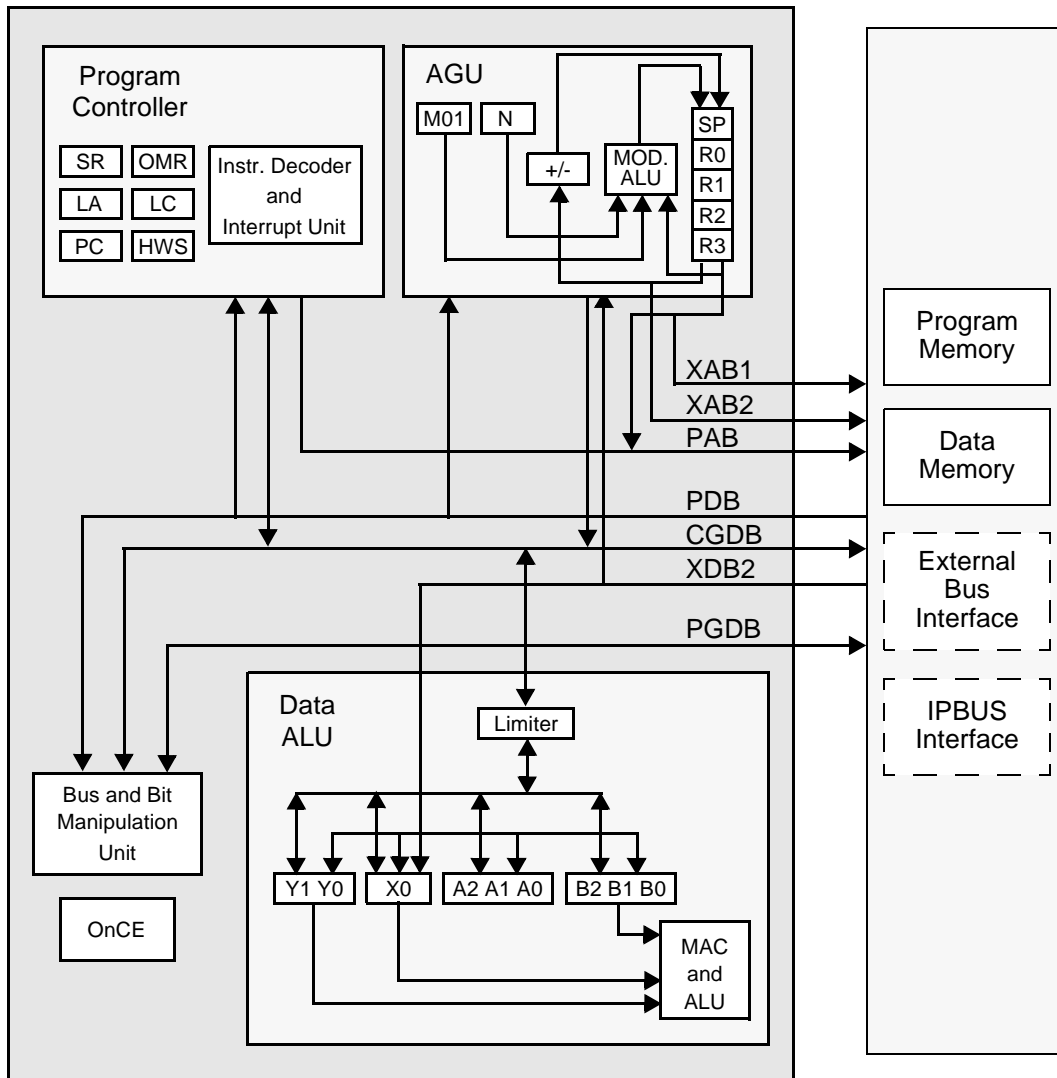 Program
Controller
SR
OMR
LA
LC
PC
HWS
Instr. Decoder
and
Interrupt Unit
AGU
M01
N
+/-
MOD.
ALU
SP
R0
R1
R2
R3
XAB1
XAB2
PAB
PDB
CGDB
XDB2
PGDB
Program
Memory
Data
Memory
External
Bus
Interface
IPBUS
Interface
Data
ALU
Limiter
Y1 Y0
X0
A2 A1 A0
B2 B1 B0
MAC
and
ALU
Bus and Bit
Manipulation
Unit
OnCE